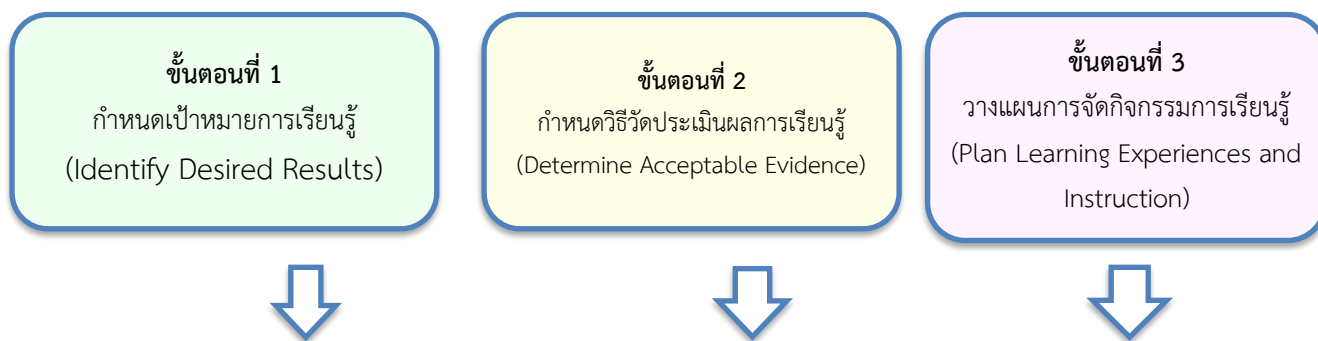 ขั้นตอนที่ 1
กำหนดเป้าหมายการเรียนรู้
(Identify Desired Results)
ขั้นตอนที่ 2
กำหนดวิธีวัดประเมินผลการเรียนรู้
(Determine Acceptable Evidence)
ขั้นตอนที่ 3
วางแผนการจัดกิจกรรมการเรียนรู้
(Plan Learning Experiences and
Instruction)